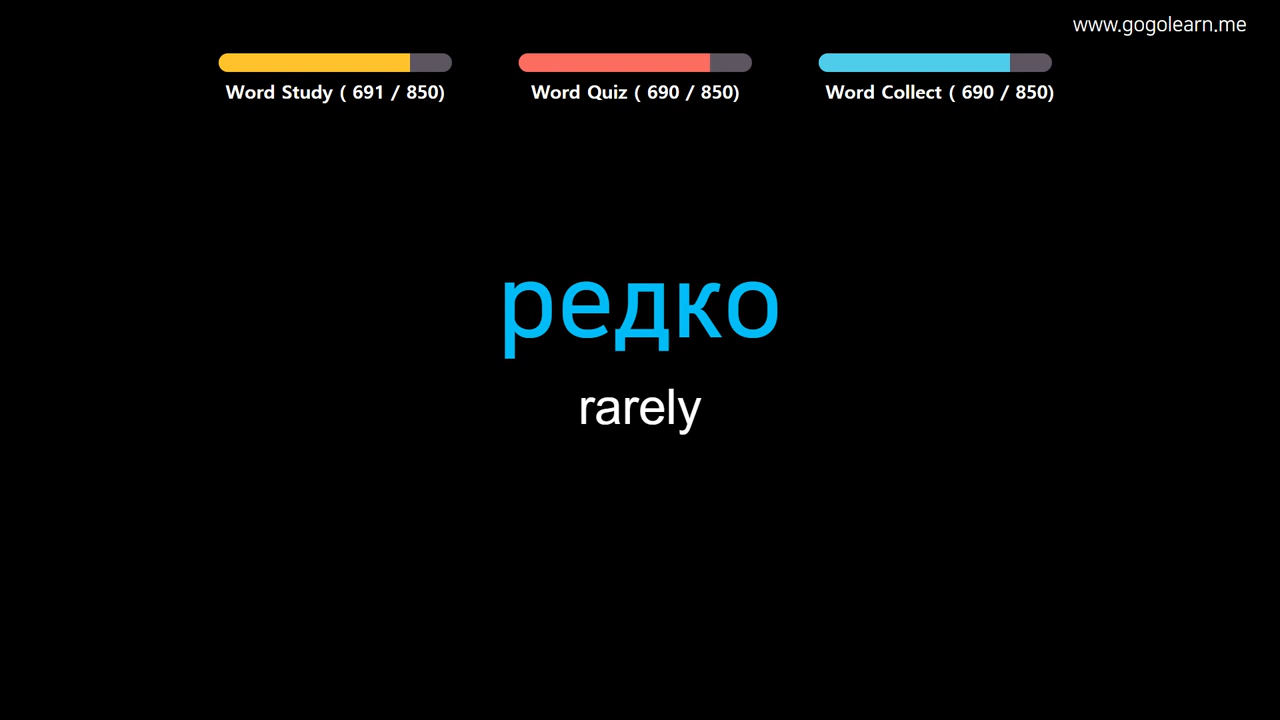 www.gogolearn.me
Word Study ( 691 / 850)
Word Quiz ( 690 / 850)
Word Collect ( 690 / 850)
редко
rarely